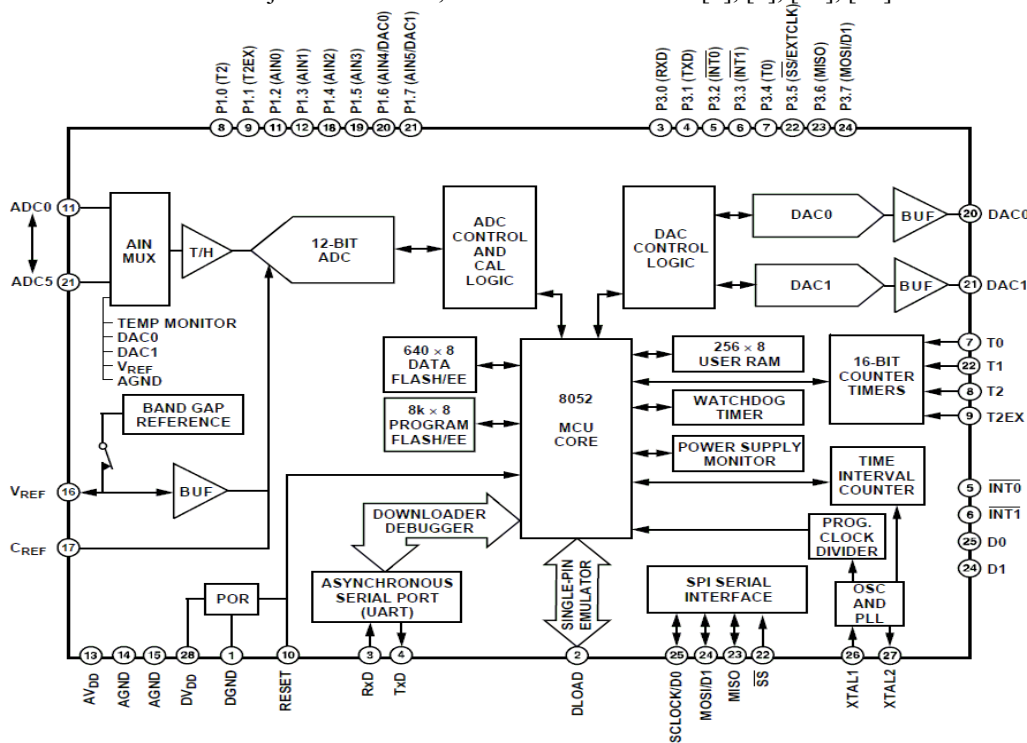 P1.0 (T2)
P1.1 (T2EX)
P1.2 (AIN0)
P1.3 (AIN1)
P1.4 (AIN2)
P1.5 (AIN3)
P1.6 (AIN4/DAC0)
P1.7 (AIN5/DAC1)
P3.0 (RXD)
P3.1 (TXD)
P3.2 (INT0)
P3.3 (INT1)
P3.4 (T0)
P3.5 (SS/EXTCLK)
P3.6 (MISO)
P3.7 (MOSI/D1)
8 9 11 12 18 19 20 21
3 4 5 6 7 22 23 24
ADC0 11
ADC5 21
AIN
MUX
T/H
12-BIT
ADC
ADC
CONTROL
AND
CAL
LOGIC
DAC
CONTROL
LOGIC
DAC0
BUF
20 DAC0
DAC1
BUF
21 DAC1
TEMP MONITOR
DAC0
DAC1
VREF
AGND
BAND GAP
REFERENCE
640 × 8
DATA
FLASH/EE
8k × 8
PROGRAM
FLASH/EE
8052
MCU
CORE
256 × 8
USER RAM
WATCHDOG
TIMER
POWER SUPPLY
MONITOR
16-BIT
COUNTER
TIMERS
7 T0
22 T1
8 T2
9 T2EX
TIME
INTERVAL
COUNTER
5 INT0
6 INT1
25 D0
24 D1
VREF 16
BUF
CREF 17
DOWNLOADER
DEBUGGER
PROG.
CLOCK
DIVIDER
POR
ASYNCHRONOUS
SERIAL PORT
(UART)
SINGLE-PIN
EMULATOR
SPI SERIAL
INTERFACE
OSC
AND
PLL
13 14 15 28 1 10 3 4 2 25 24 23 22 26 27
AVDD
AGND
AGND
DVDD
DGND
RESET
RxD
TxD
DLOAD
SCLOCK/D0
MOSI/D1
MISO
SS
XTAL1
XTAL2